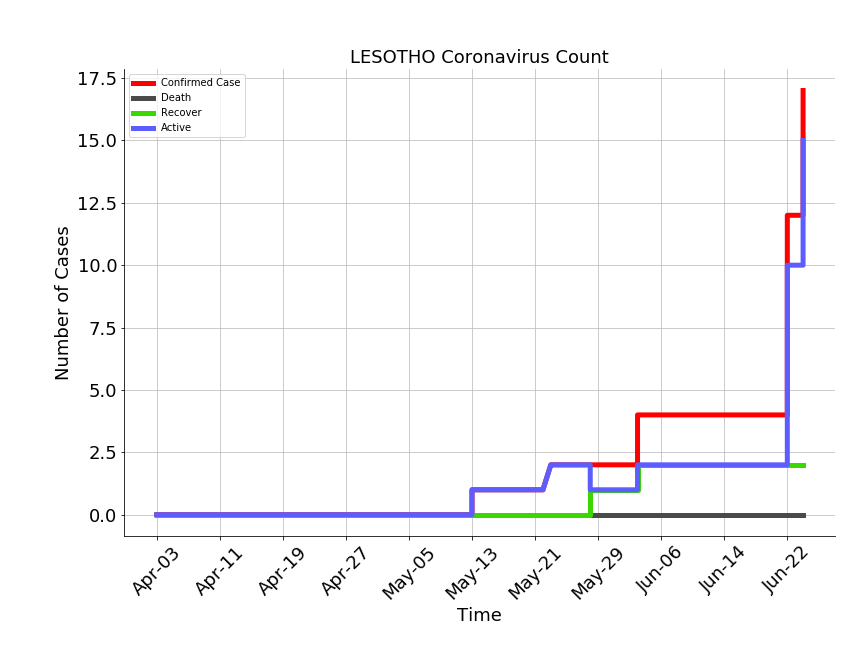 LESOTHO Coronavirus Count
Confirmed Case
Death
Recover
Active
17.5
15.0
12.5
10.0
7.5
5.0
2.5
0.0
Number of Cases
Apr-03 Apr-11 Apr-19 Apr-27 May-05 May-13 May-21 May-29 Jun-06 Jun-14 Jun-22
Time